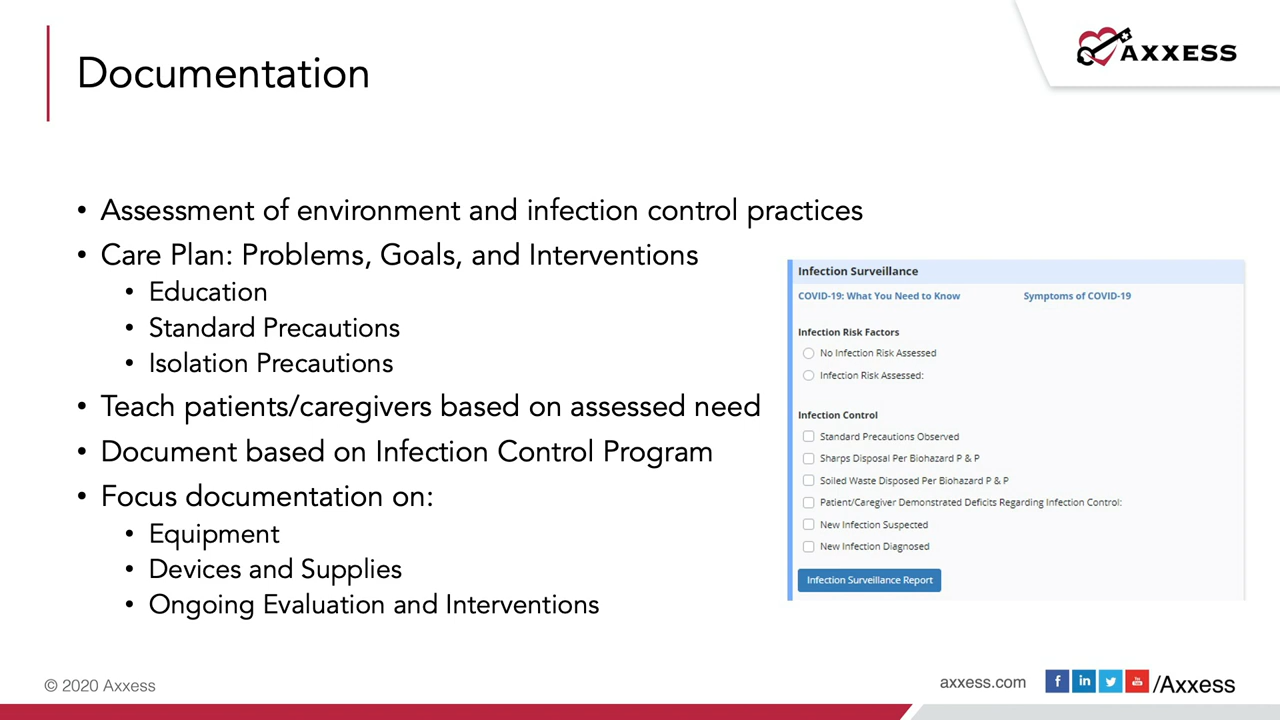 AXXESS
Documentation
• Assessment of environment and infection control practices
• Care Plan: Problems, Goals, and Interventions
• Education
• Standard Precautions
• Isolation Precautions
• Teach patients/caregivers based on assessed need
• Document based on Infection Control Program
• Focus documentation on:
• Equipment
• Devices and Supplies
• Ongoing Evaluation and Interventions
Infection Surveillance
COVID-19: What You Need to Know Symptoms of COVID-19
Infection Risk Factors
No Infection Risk Assessed
Infection Risk Assessed:
Infection Control
Standard Precautions Observed
Sharps Disposal Per Biohazard P & P
Soiled Waste Disposed Per Biohazard P & P
Patient/Caregiver Demonstrated Deficits Regarding Infection Control:
New Infection Suspected
New Infection Diagnosed
Infection Surveillance Report
© 2020 Axxess
axxess.com f in You Tube /Axxess